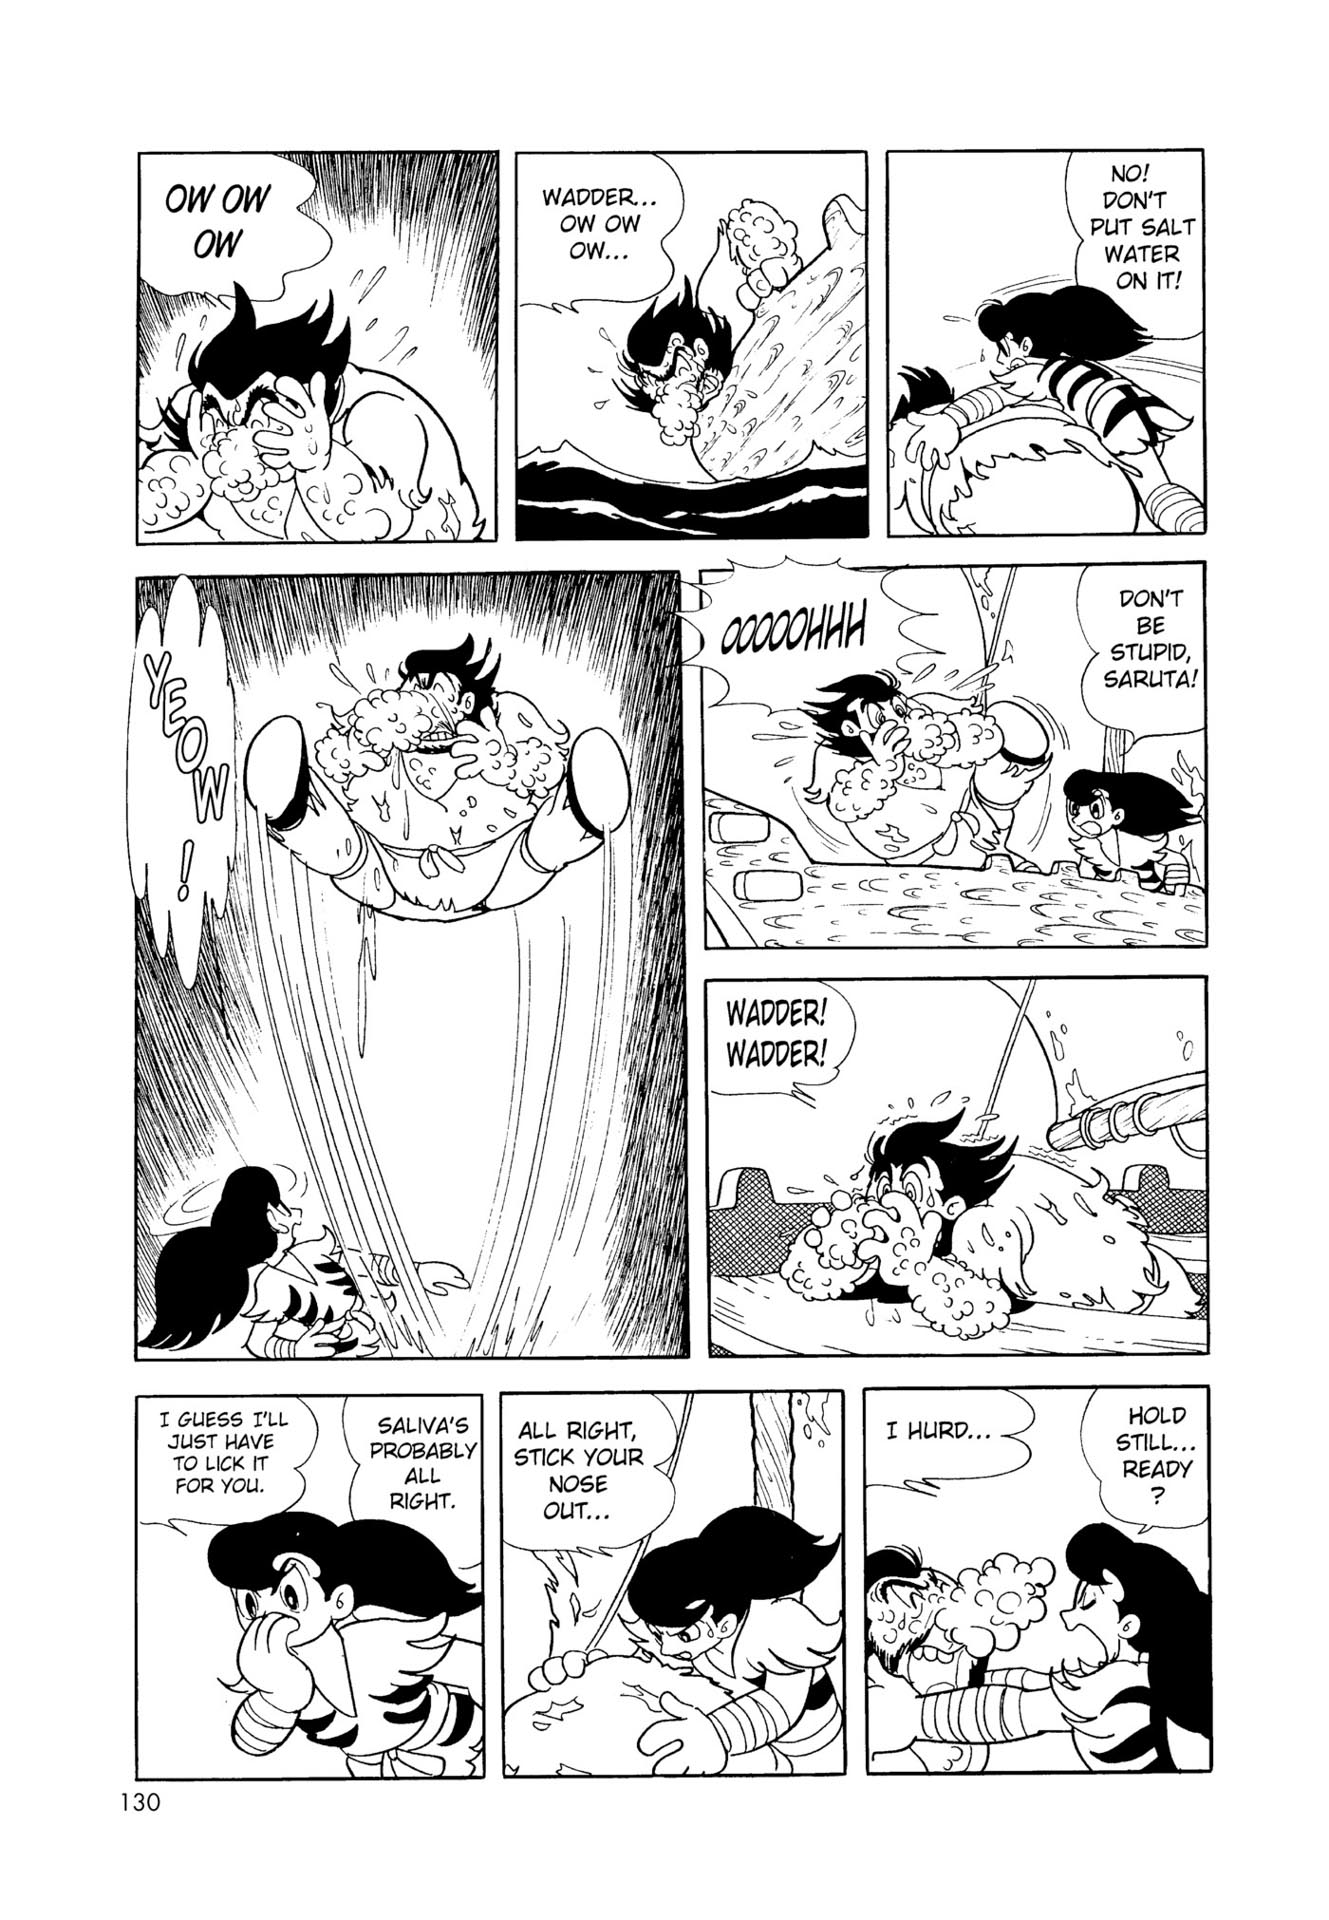 OW OW
OW
WADDER...
OW OW
OW...
NO!
DON'T
PUT SALT
WATER
ON IT!
YEOW!
OOOOOHHH
DON'T
BE
STUPID,
SARUTA!
WADDER!
WADDER!
I GUESS I'LL
JUST HAVE
TO LICK IT
FOR YOU.
SALIVA'S
PROBABLY
ALL
RIGHT.
ALL RIGHT,
STICK YOUR
NOSE
OUT...
I HURD...
HOLD
STILL...
READY
?
130